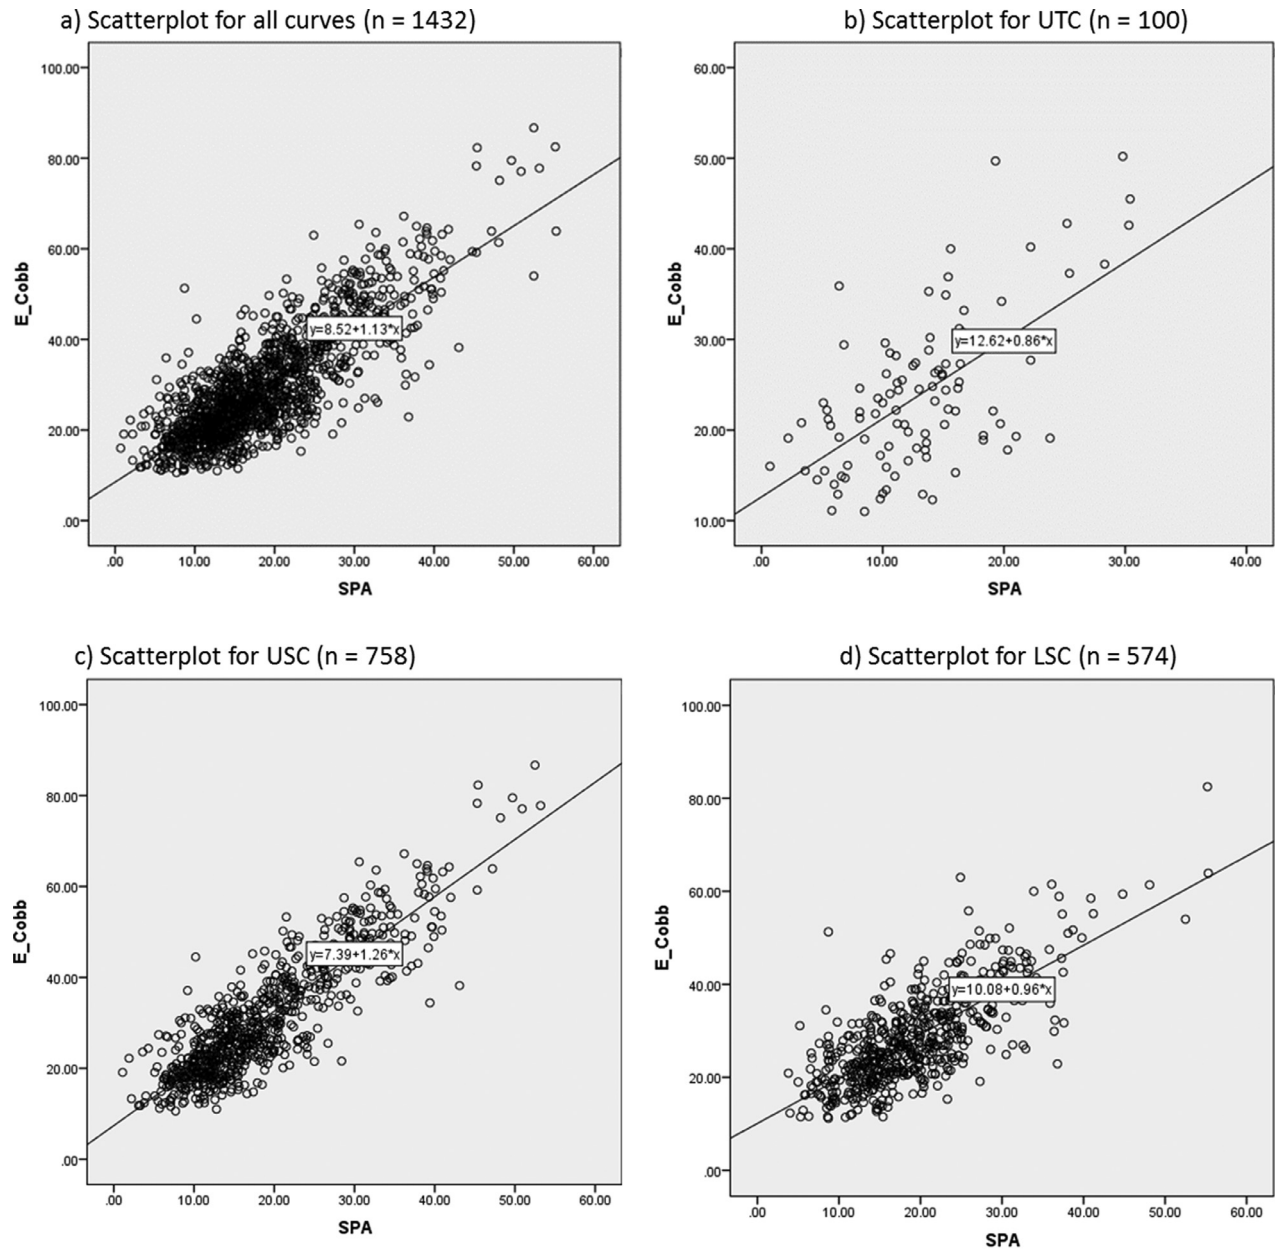 a) Scatterplot for all curves (n = 1432)
100.00
80.00
60.00
40.00
20.00
.00
E_Cobb
y=8.52+1.13*x
.00 10.00 20.00 30.00 40.00 50.00 60.00
SPA
b) Scatterplot for UTC (n = 100)
60.00
50.00
40.00
30.00
20.00
10.00
E_Cobb
y=12.62+0.86*x
.00 10.00 20.00 30.00 40.00
SPA
c) Scatterplot for USC (n = 758)
100.00
80.00
60.00
40.00
20.00
.00
E_Cobb
y=7.39+1.26*x
.00 10.00 20.00 30.00 40.00 50.00 60.00
SPA
d) Scatterplot for LSC (n = 574)
100.00
80.00
60.00
40.00
20.00
.00
E_Cobb
y=10.08+0.96*x
.00 10.00 20.00 30.00 40.00 50.00 60.00
SPA